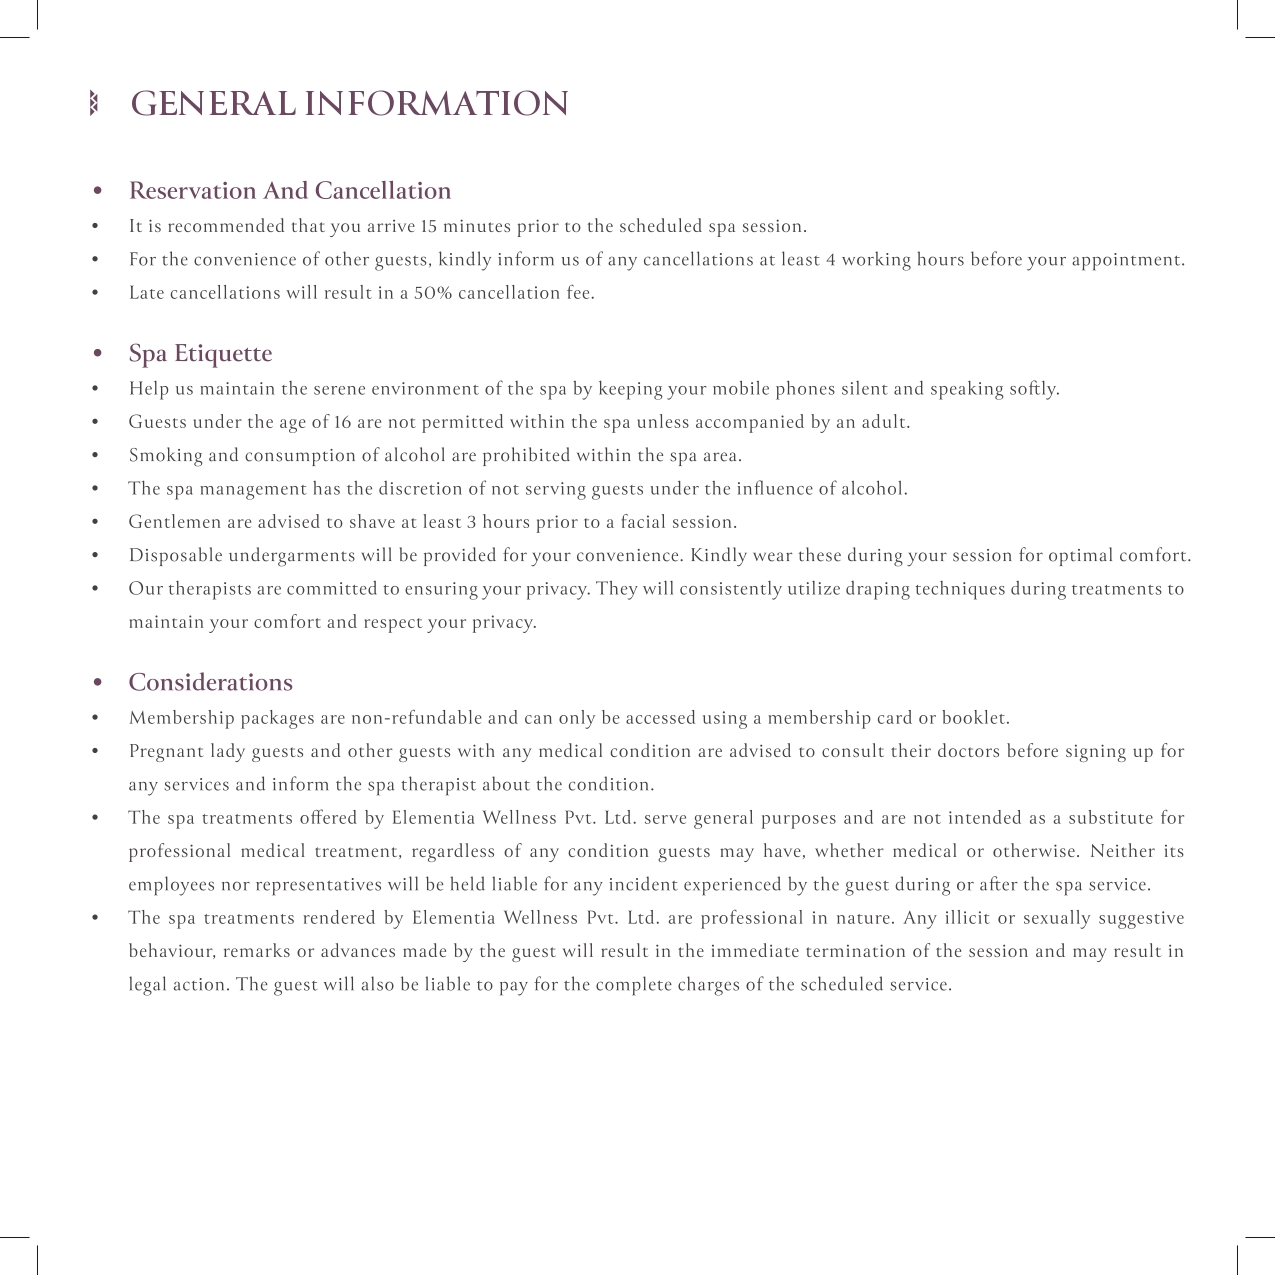 GENERAL INFORMATION
• Reservation And Cancellation
• It is recommended that you arrive 15 minutes prior to the scheduled spa session.
• For the convenience of other guests, kindly inform us of any cancellations at least 4 working hours before your appointment.
• Late cancellations will result in a 50% cancellation fee.
• Spa Etiquette
• Help us maintain the serene environment of the spa by keeping your mobile phones silent and speaking softly.
• Guests under the age of 16 are not permitted within the spa unless accompanied by an adult.
• Smoking and consumption of alcohol are prohibited within the spa area.
• The spa management has the discretion of not serving guests under the influence of alcohol.
• Gentlemen are advised to shave at least 3 hours prior to a facial session.
• Disposable undergarments will be provided for your convenience. Kindly wear these during your session for optimal comfort.
• Our therapists are committed to ensuring your privacy. They will consistently utilize draping techniques during treatments to
maintain your comfort and respect your privacy.
• Considerations
• Membership packages are non-refundable and can only be accessed using a membership card or booklet.
• Pregnant lady guests and other guests with any medical condition are advised to consult their doctors before signing up for
any services and inform the spa therapist about the condition.
• The spa treatments offered by Elementia Wellness Pvt. Ltd. serve general purposes and are not intended as a substitute for
professional medical treatment, regardless of any condition guests may have, whether medical or otherwise. Neither its
employees nor representatives will be held liable for any incident experienced by the guest during or after the spa service.
• The spa treatments rendered by Elementia Wellness Pvt. Ltd. are professional in nature. Any illicit or sexually suggestive
behaviour, remarks or advances made by the guest will result in the immediate termination of the session and may result in
legal action. The guest will also be liable to pay for the complete charges of the scheduled service.